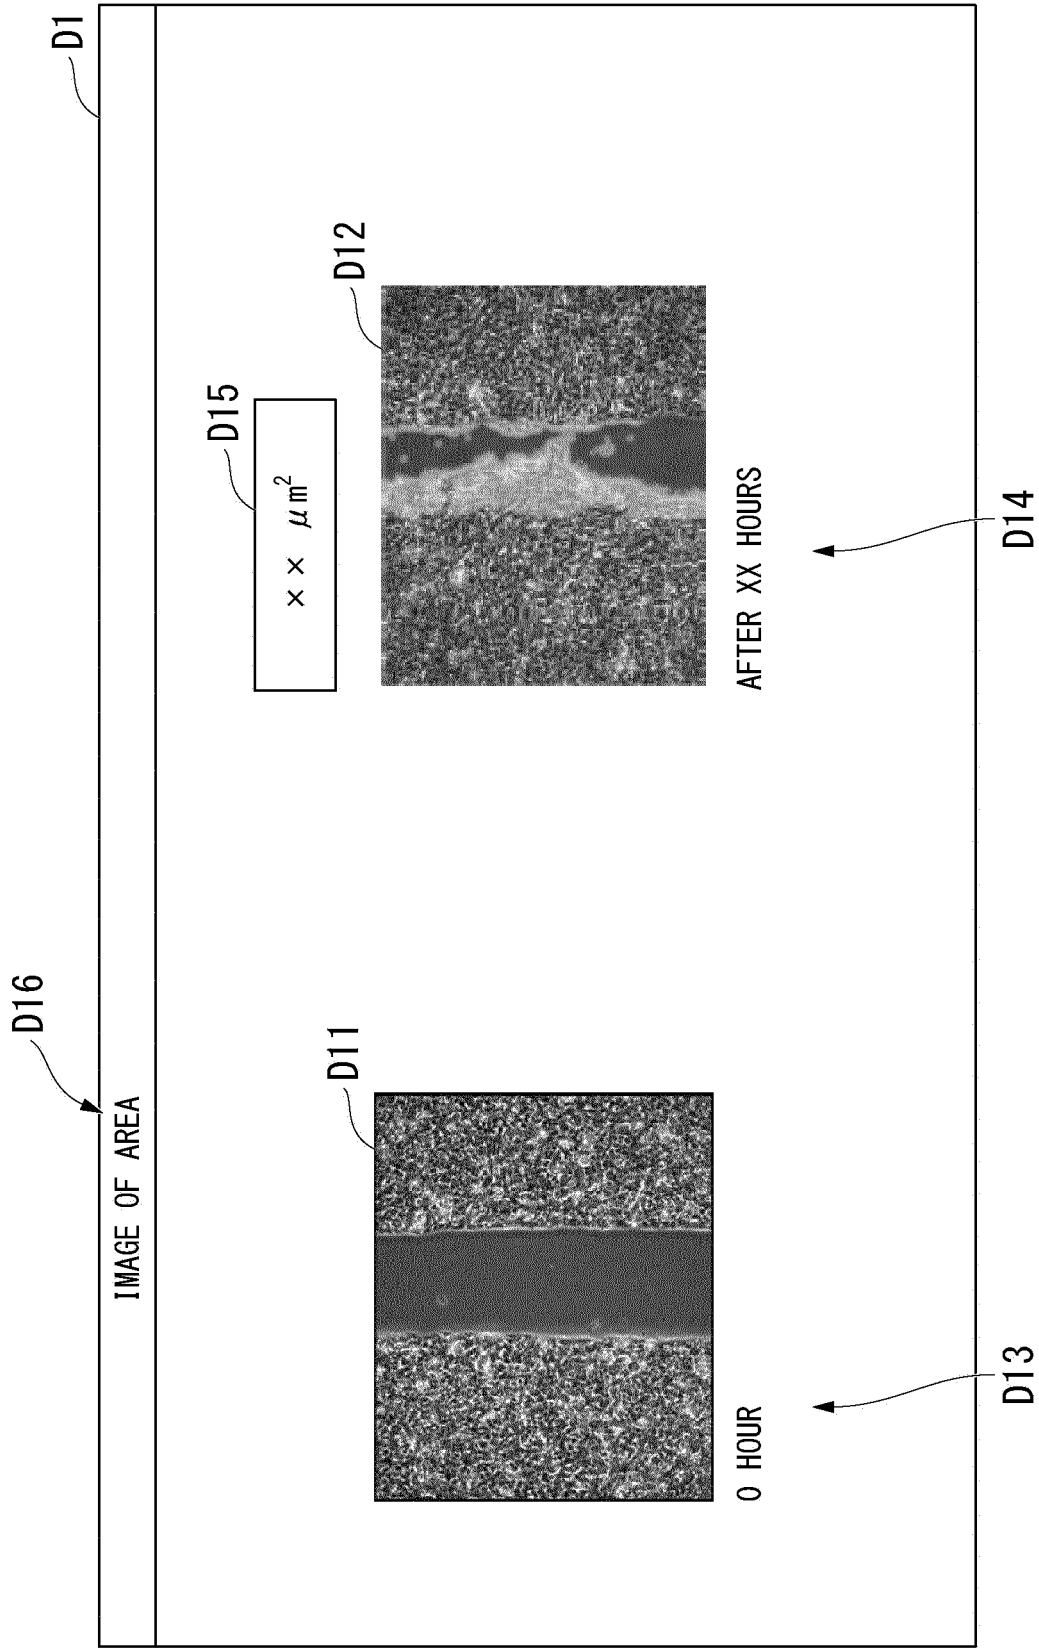 D16
D1
IMAGE OF AREA
D15
×× μm²
D11
D12
0 HOUR
AFTER XX HOURS
D13
D14